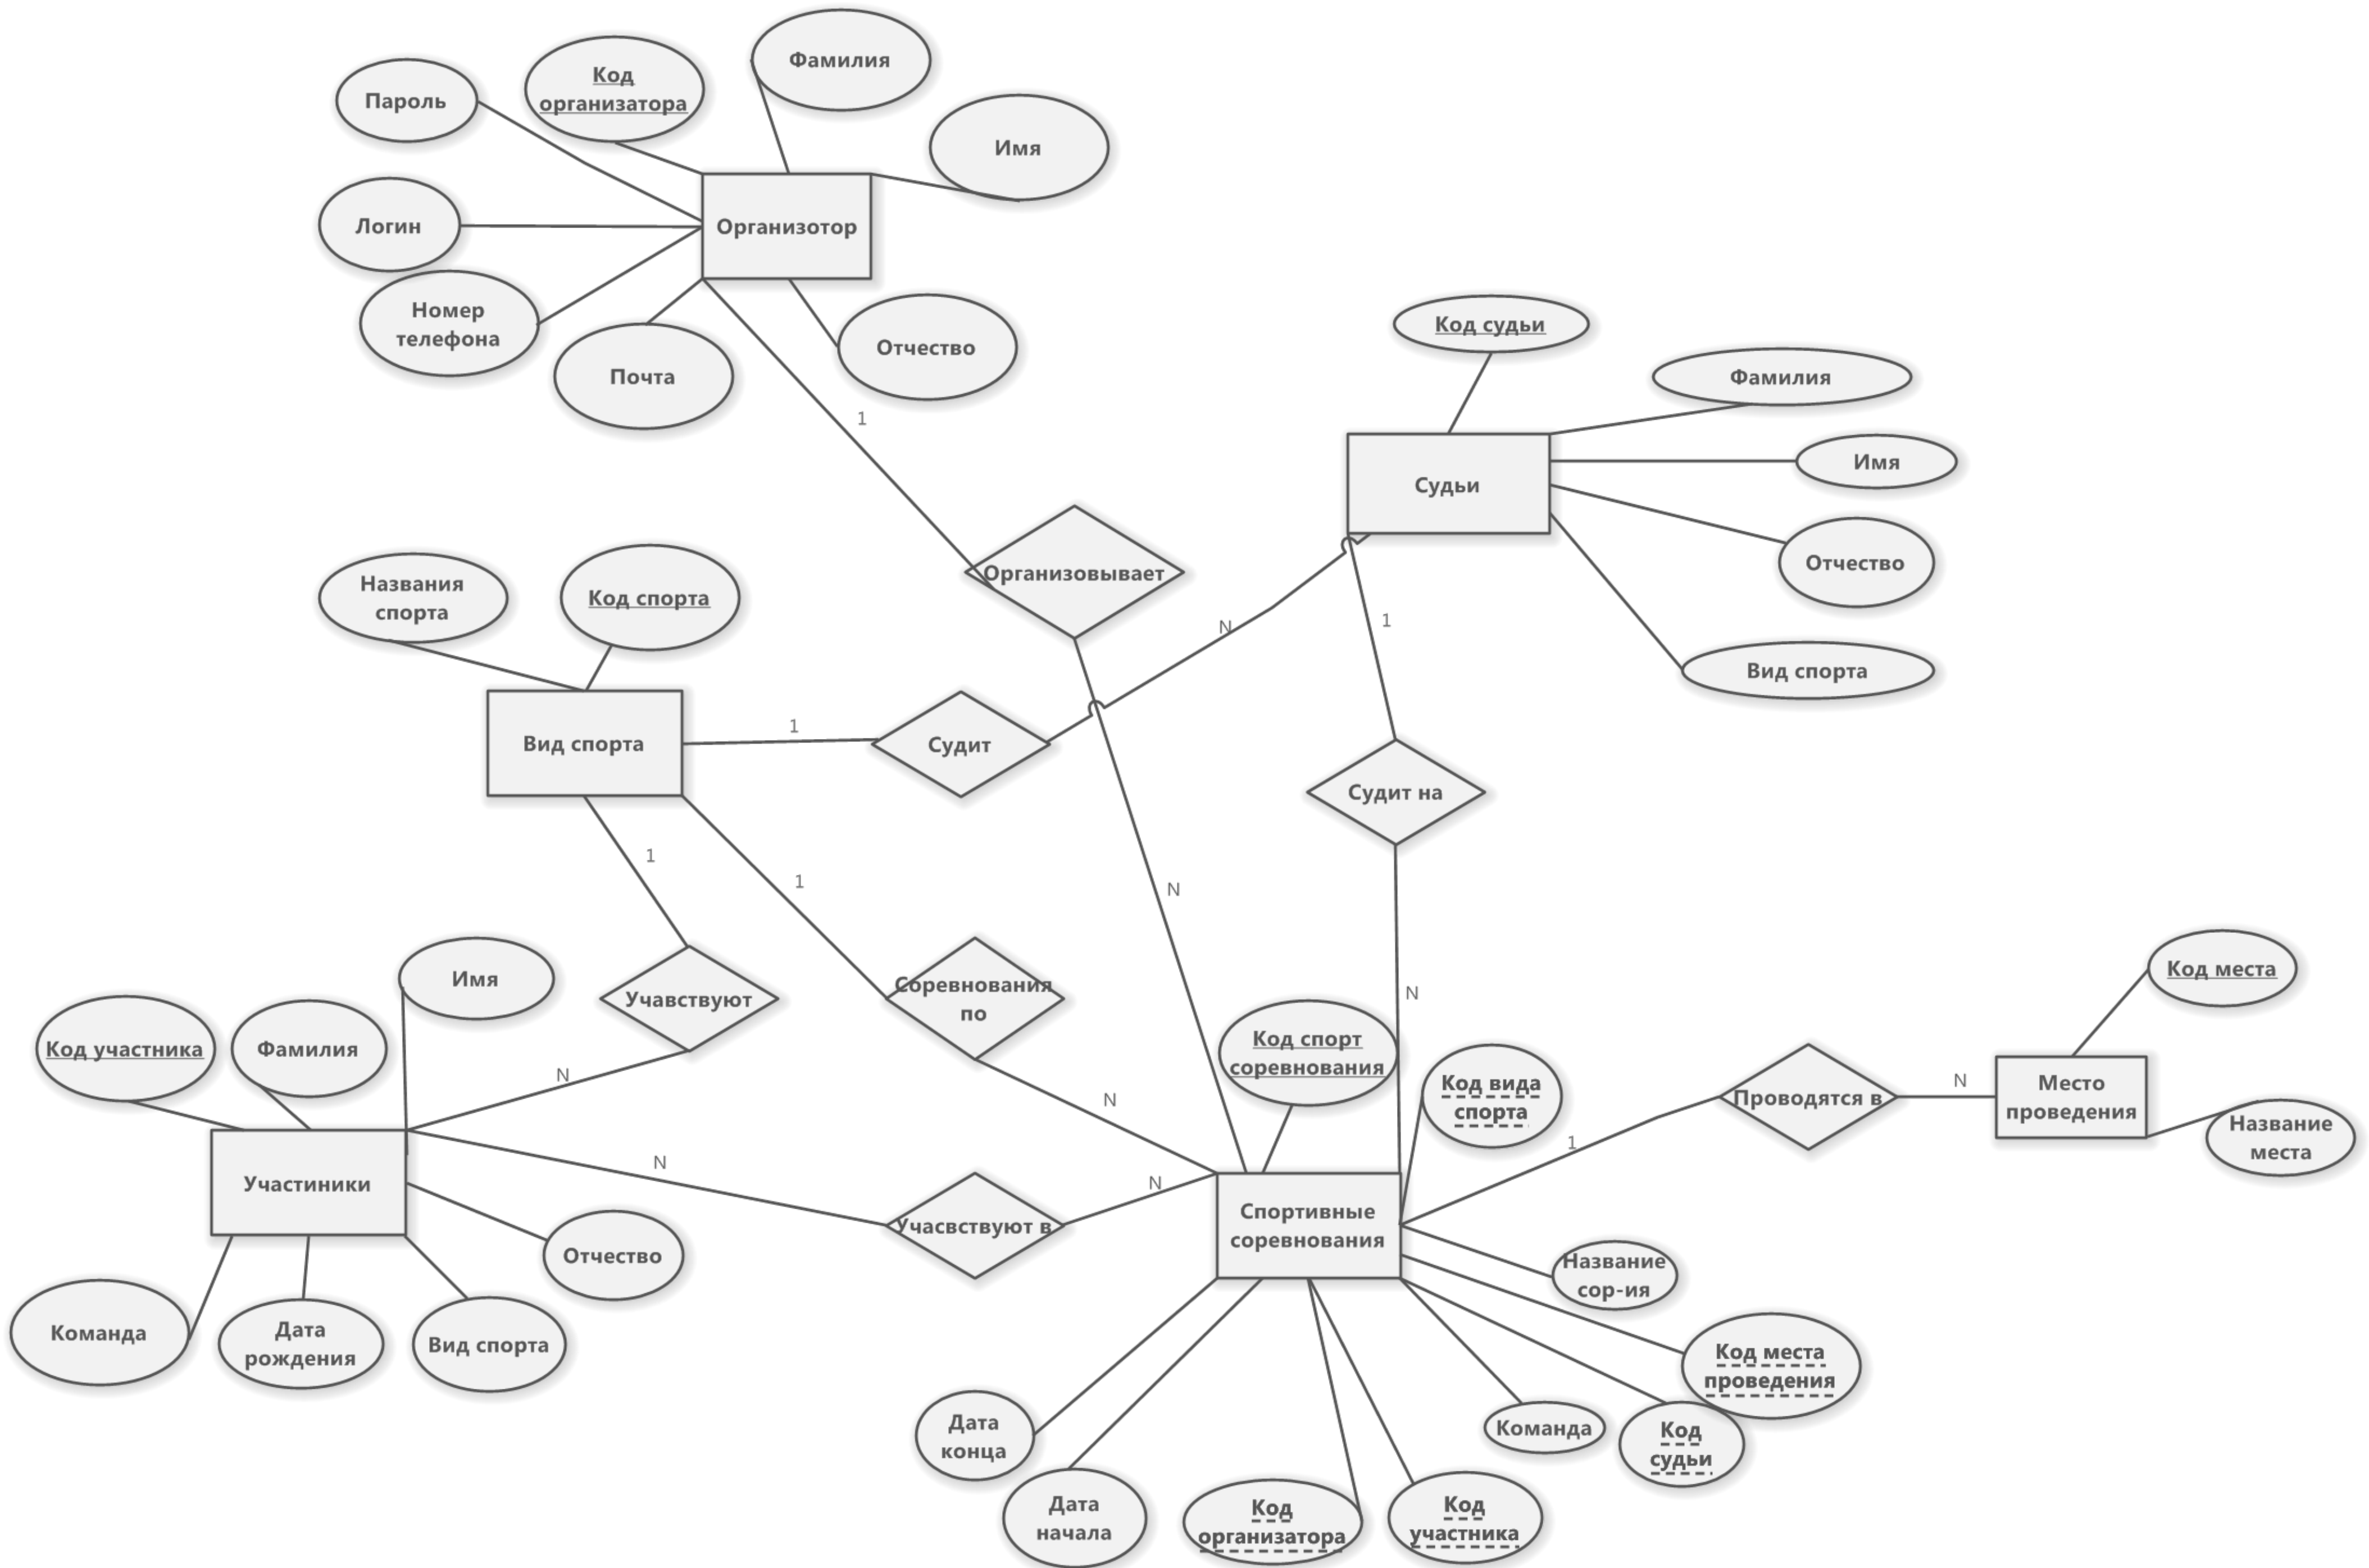 Фамилия
Код
организатора
Пароль
Имя
Логин
Организотор
Номер
телефона
Почта
Отчество
1
Код судьи
Фамилия
Имя
Судьи
Отчество
Вид спорта
Организовывает
N
1
Названия
спорта
Код спорта
Вид спорта
1
Судит
Судит на
1
1
N
N
Имя
Учавствуют
Соревнования
по
Код участника
Фамилия
N
N
Код спорт
соревнования
Код вида
спорта
Проводятся в
N
Место
проведения
Код места
Название
места
1
Участиники
N
Учасвствуют в
N
Спортивные
соревнования
Отчество
Название
сор-ия
Команда
Дата
рождения
Вид спорта
Код места
проведения
Дата
конца
Команда
Код
судьи
Дата
начала
Код
организатора
Код
участника